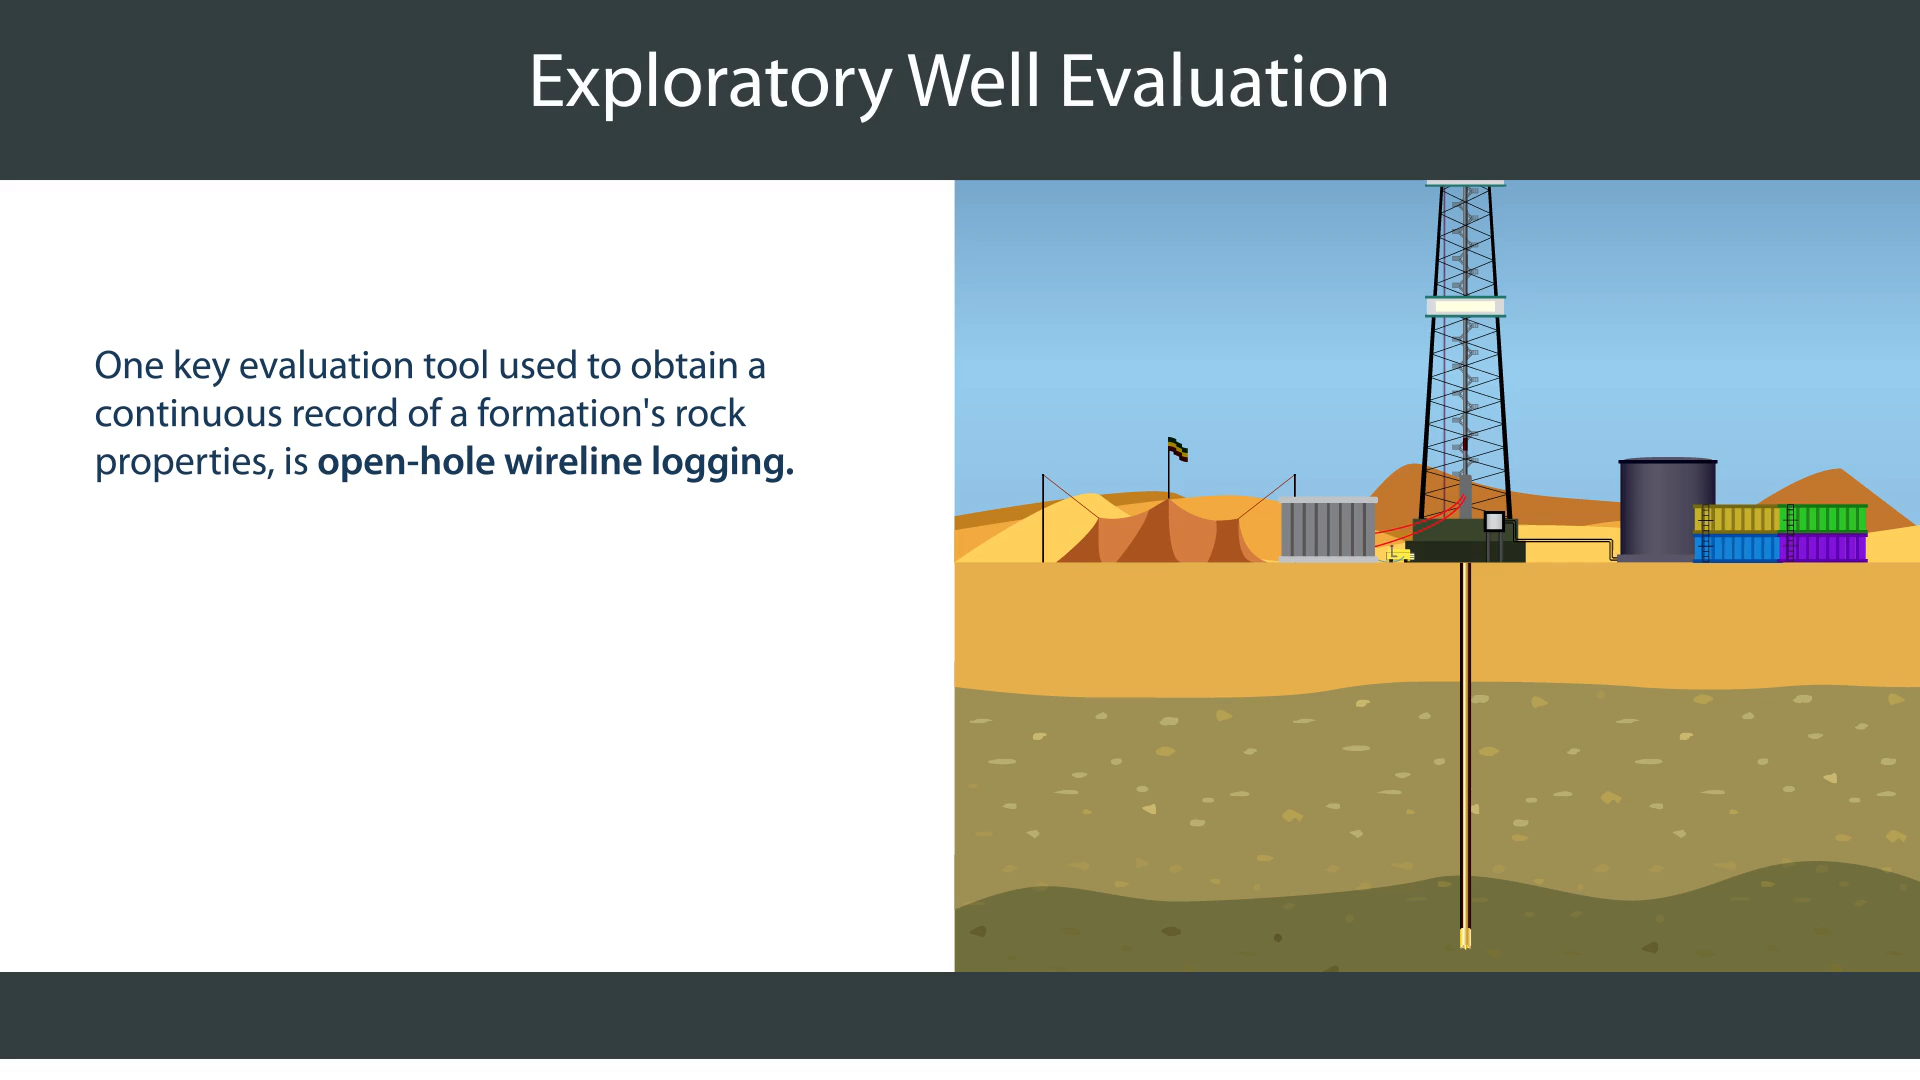 Exploratory Well Evaluation
One key evaluation tool used to obtain a
continuous record of a formation's rock
properties, is open-hole wireline logging.